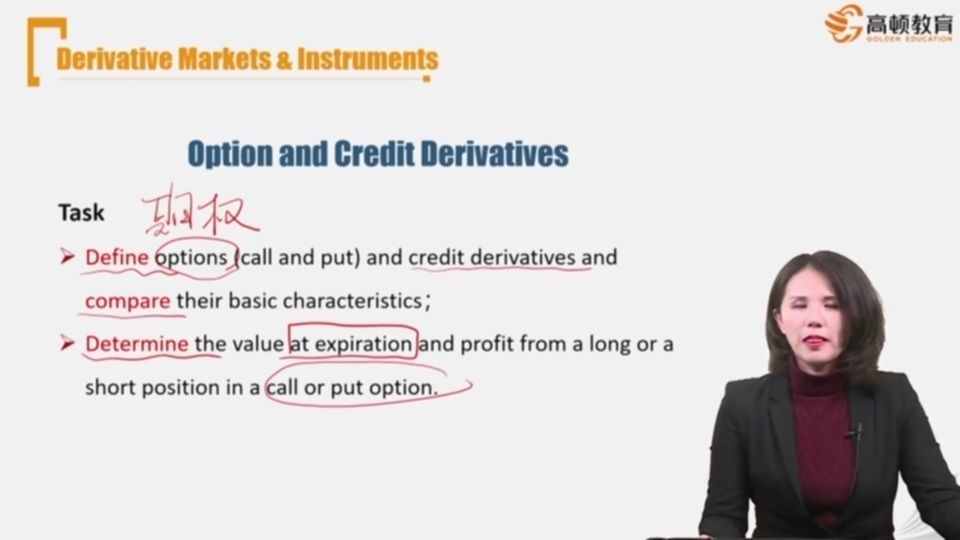 高顿教育
GOLDEN EDUCATION
Derivative Markets & Instruments
Option and Credit Derivatives
Task 期权
➢ Define options (call and put) and credit derivatives and
compare their basic characteristics；
➢ Determine the value at expiration and profit from a long or a
short position in a call or put option.